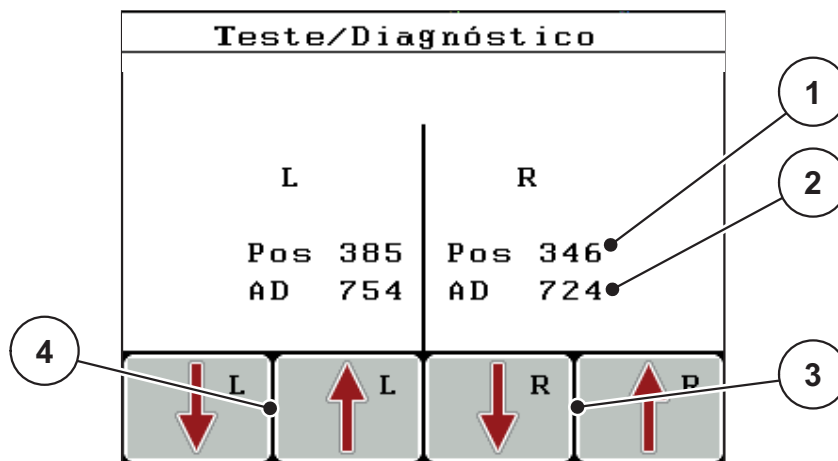 Teste/Diagnóstico
1
L R
2
Pos 385 Pos 346
AD 754 AD 724
4
L L R R
3